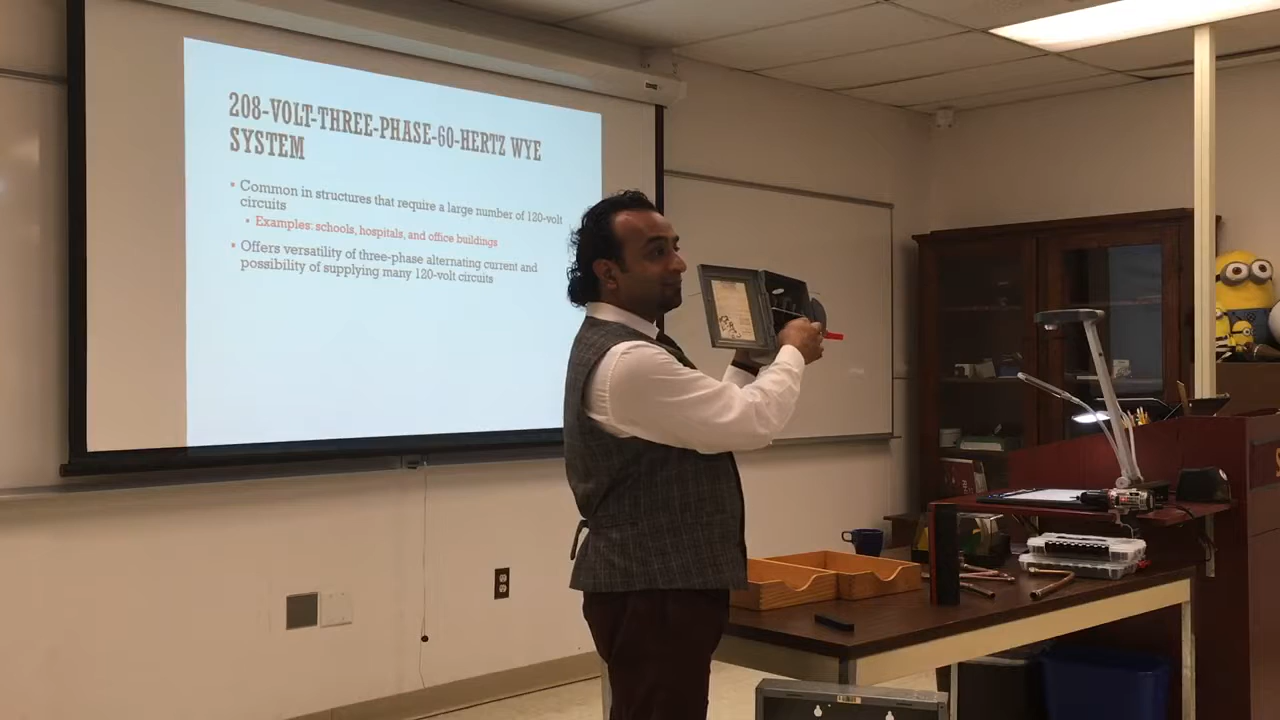 208-VOLT-THREE-PHASE-60-HERTZ WYE
SYSTEM
Common in structures that require a large number of 120-volt
circuits
Examples: schools, hospitals, and office buildings
Offers versatility of three-phase alternating current and
possibility of supplying many 120-volt circuits